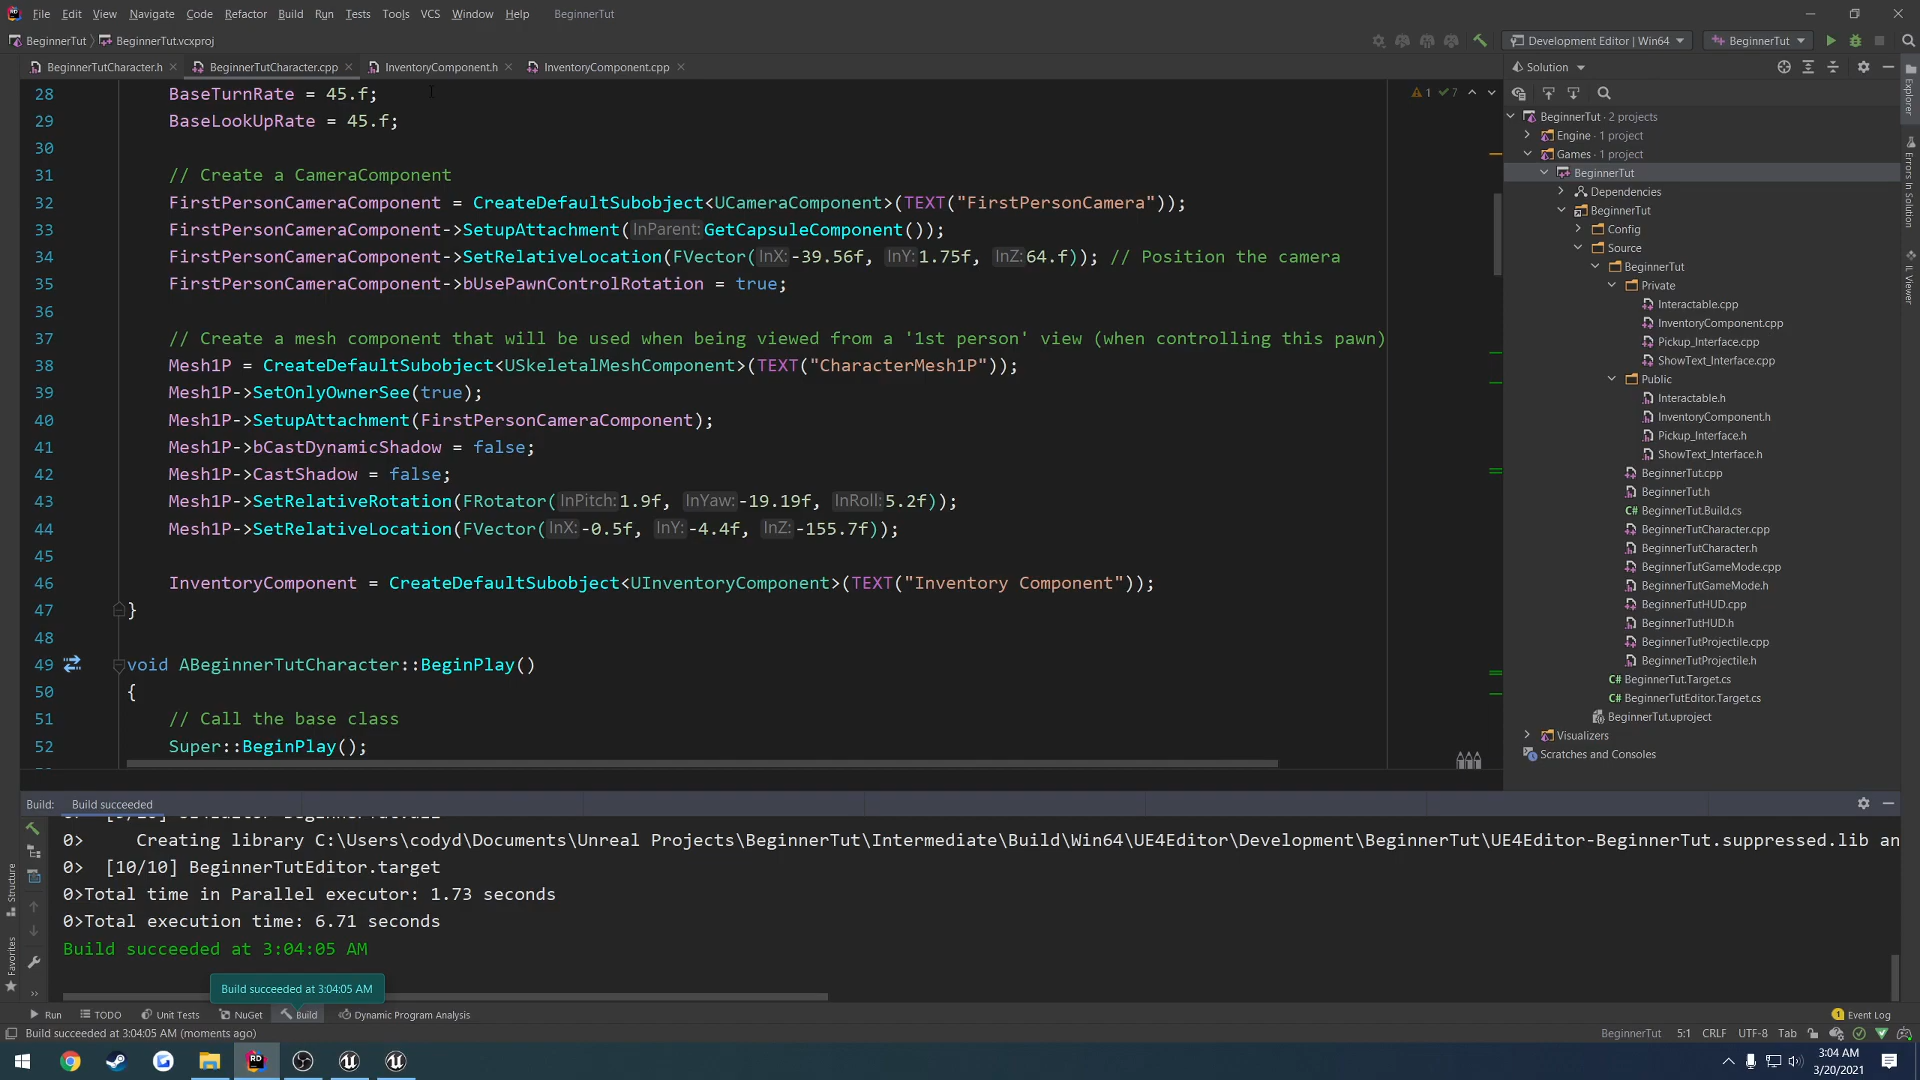 File Edit View Navigate Code Refactor Build Run Tests Tools VCS Window Help BeginnerTut
BeginnerTut BeginnerTut.vcxproj
Development Editor | Win64 BeginnerTut
BeginnerTutCharacter.h BeginnerTutCharacter.cpp InventoryComponent.h InventoryComponent.cpp
28 BaseTurnRate = 45.f;
29 BaseLookUpRate = 45.f;
30
31 // Create a CameraComponent
32 FirstPersonCameraComponent = CreateDefaultSubobject<UCameraComponent>(TEXT("FirstPersonCamera"));
33 FirstPersonCameraComponent->SetupAttachment(InParent:GetCapsuleComponent());
34 FirstPersonCameraComponent->SetRelativeLocation(FVector(InX:-39.56f, InY:1.75f, InZ:64.f)); // Position the camera
35 FirstPersonCameraComponent->bUsePawnControlRotation = true;
36
37 // Create a mesh component that will be used when being viewed from a '1st person' view (when controlling this pawn)
38 Mesh1P = CreateDefaultSubobject<USkeletalMeshComponent>(TEXT("CharacterMesh1P"));
39 Mesh1P->SetOnlyOwnerSee(true);
40 Mesh1P->SetupAttachment(FirstPersonCameraComponent);
41 Mesh1P->bCastDynamicShadow = false;
42 Mesh1P->CastShadow = false;
43 Mesh1P->SetRelativeRotation(FRotator(InPitch:1.9f, InYaw:-19.19f, InRoll:5.2f));
44 Mesh1P->SetRelativeLocation(FVector(InX:-0.5f, InY:-4.4f, InZ:-155.7f));
45
46 InventoryComponent = CreateDefaultSubobject<UInventoryComponent>(TEXT("Inventory Component"));
47 }
48
49 void ABeginnerTutCharacter::BeginPlay()
50 {
51 // Call the base class
52 Super::BeginPlay();
1 7
Solution
BeginnerTut · 2 projects
Engine · 1 project
Games · 1 project
BeginnerTut
Dependencies
BeginnerTut
Config
Source
BeginnerTut
Private
Interactable.cpp
InventoryComponent.cpp
Pickup_Interface.cpp
ShowText_Interface.cpp
Public
Interactable.h
InventoryComponent.h
Pickup_Interface.h
ShowText_Interface.h
BeginnerTut.cpp
BeginnerTut.h
C# BeginnerTut.Build.cs
BeginnerTutCharacter.cpp
BeginnerTutCharacter.h
BeginnerTutGameMode.cpp
BeginnerTutGameMode.h
BeginnerTutHUD.cpp
BeginnerTutHUD.h
BeginnerTutProjectile.cpp
BeginnerTutProjectile.h
C# BeginnerTut.Target.cs
C# BeginnerTutEditor.Target.cs
BeginnerTut.uproject
Visualizers
Scratches and Consoles
Explorer
Errors In Solution
IL Viewer
Build: Build succeeded
0> Creating library C:\Users\codyd\Documents\Unreal Projects\BeginnerTut\Intermediate\Build\Win64\UE4Editor\Development\BeginnerTut\UE4Editor-BeginnerTut.suppressed.lib an
0> [10/10] BeginnerTutEditor.target
0>Total time in Parallel executor: 1.73 seconds
0>Total execution time: 6.71 seconds
Build succeeded at 3:04:05 AM
Build succeeded at 3:04:05 AM
Structure
Favorites
Run TODO Unit Tests NuGet Build Dynamic Program Analysis 1 Event Log
Build succeeded at 3:04:05 AM (moments ago) BeginnerTut 5:1 CRLF UTF-8 Tab
RD
3:04 AM
3/20/2021